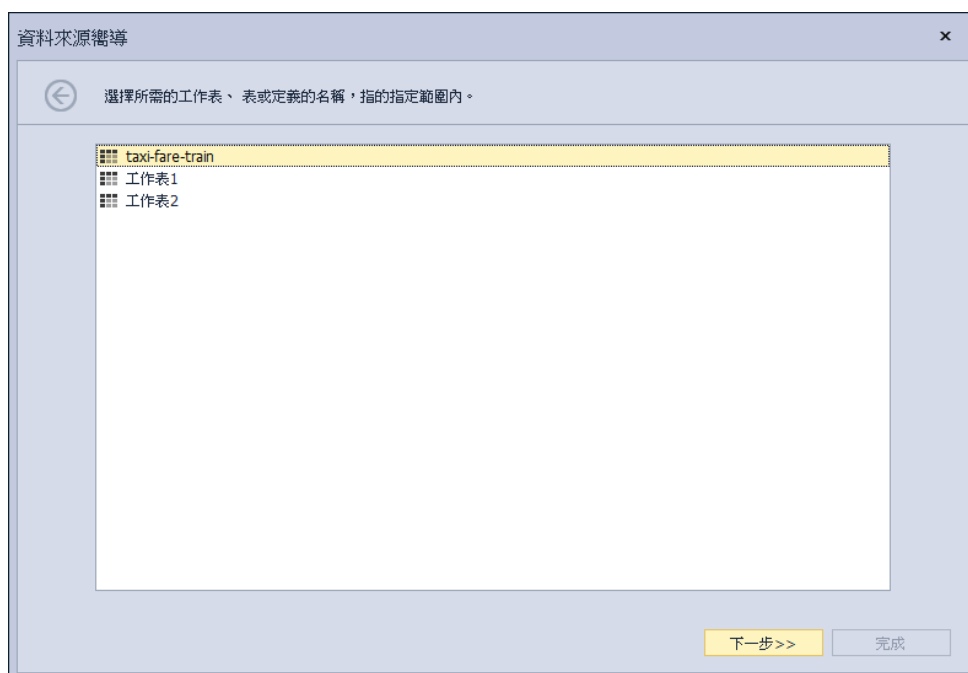 資料來源嚮導
選擇所需的工作表、 表或定義的名稱，指的指定範圍內。
taxi-fare-train
工作表1
工作表2
下一步>>
完成